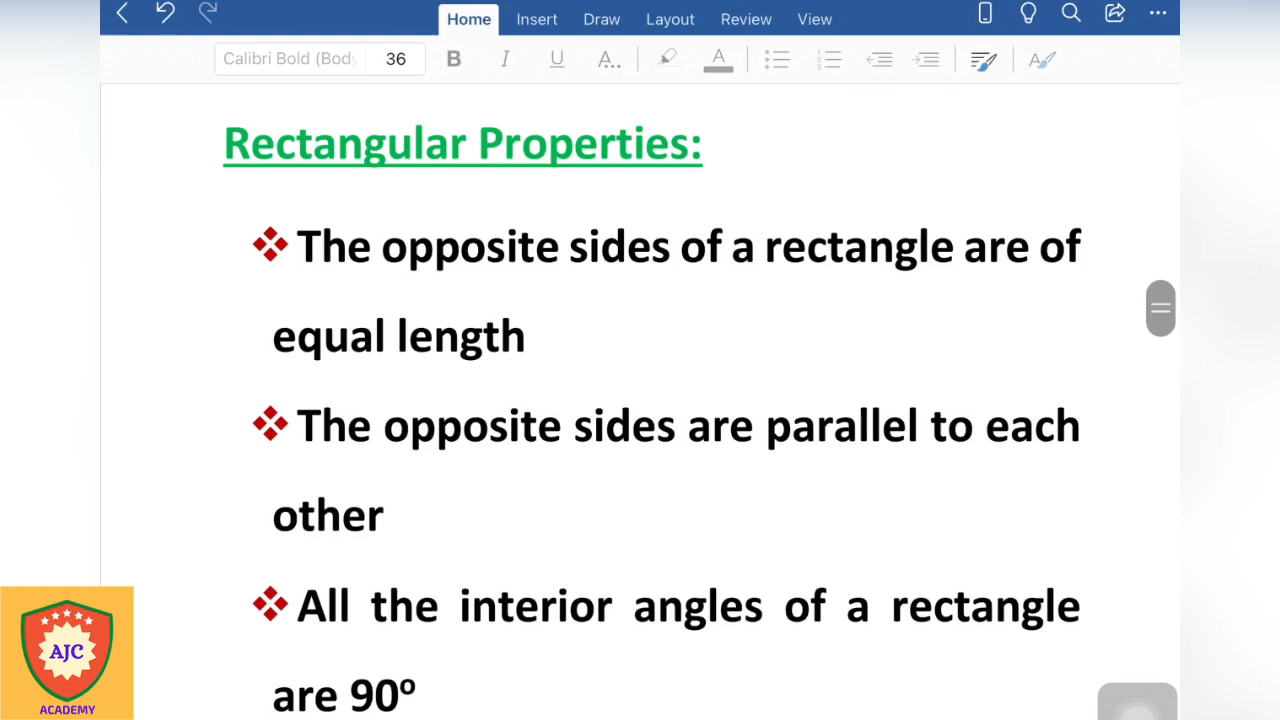 Home Insert Draw Layout Review View
Calibri Bold (Body 36 B I U A..  A 
Rectangular Properties:
❖ The opposite sides of a rectangle are of
equal length
❖ The opposite sides are parallel to each
other
❖ All the interior angles of a rectangle
are 90º
AJC
ACADEMY